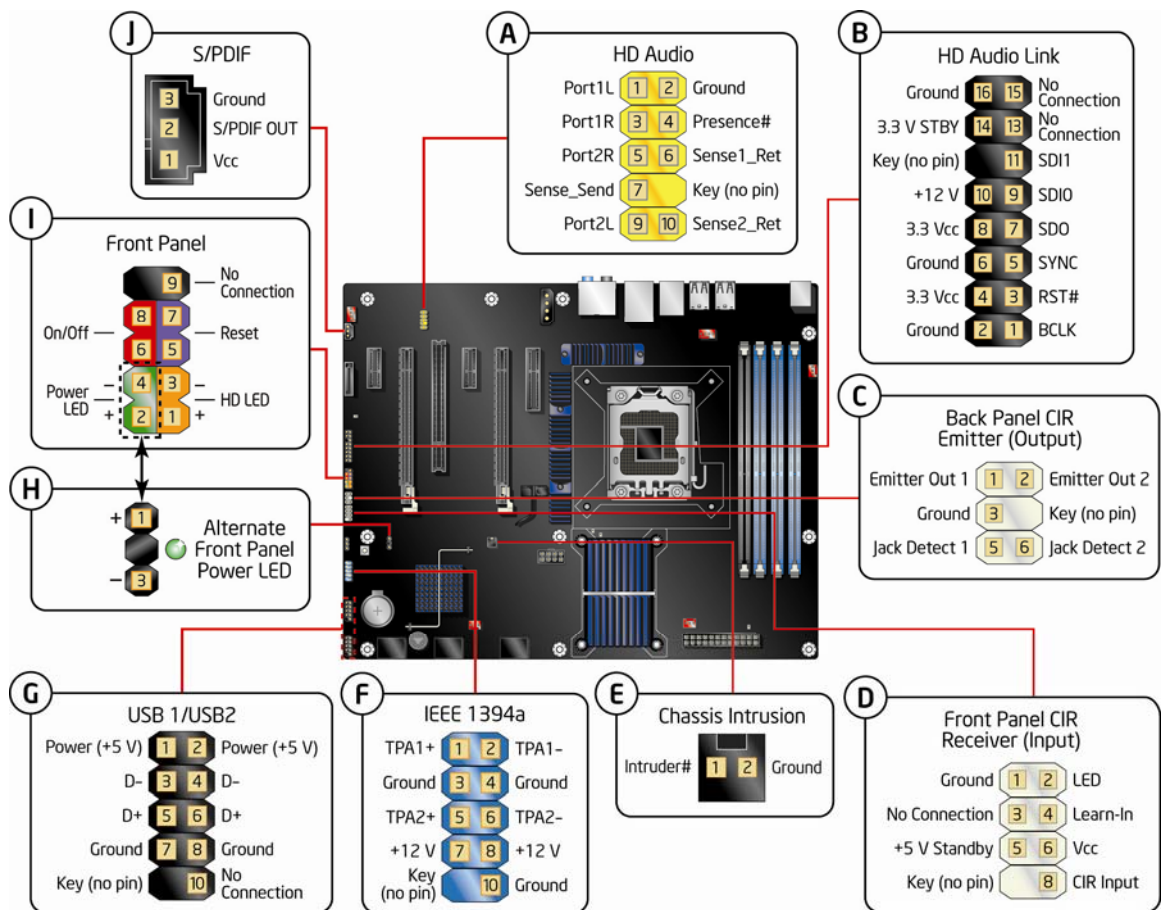 J
S/PDIF
3 Ground
2 S/PDIF OUT
1 Vcc
A
HD Audio
Port1L 1 2 Ground
Port1R 3 4 Presence#
Port2R 5 6 Sense1_Ret
Sense_Send 7 Key (no pin)
Port2L 9 10 Sense2_Ret
B
HD Audio Link
Ground 16 15 No
Connection
3.3 V STBY 14 13 No
Connection
Key (no pin) 11 SDI1
+12 V 10 9 SDI0
3.3 Vcc 8 7 SDO
Ground 6 5 SYNC
3.3 Vcc 4 3 RST#
Ground 2 1 BCLK
I
Front Panel
9 No
Connection
8 7
On/Off Reset
6 5
4 3
− −
Power
LED HD LED
+ 2 1 +
C
Back Panel CIR
Emitter (Output)
Emitter Out 1 1 2 Emitter Out 2
Ground 3 Key (no pin)
Jack Detect 1 5 6 Jack Detect 2
H
+ 1
− 3
Alternate
Front Panel
Power LED
G
USB 1/USB2
Power (+5 V) 1 2 Power (+5 V)
D− 3 4 D−
D+ 5 6 D+
Ground 7 8 Ground
Key (no pin) 10 No
Connection
F
IEEE 1394a
TPA1+ 1 2 TPA1−
Ground 3 4 Ground
TPA2+ 5 6 TPA2−
+12 V 7 8 +12 V
Key
(no pin) 10 Ground
E
Chassis Intrusion
Intruder# 1 2 Ground
D
Front Panel CIR
Receiver (Input)
Ground 1 2 LED
No Connection 3 4 Learn-In
+5 V Standby 5 6 Vcc
Key (no pin) 8 CIR Input